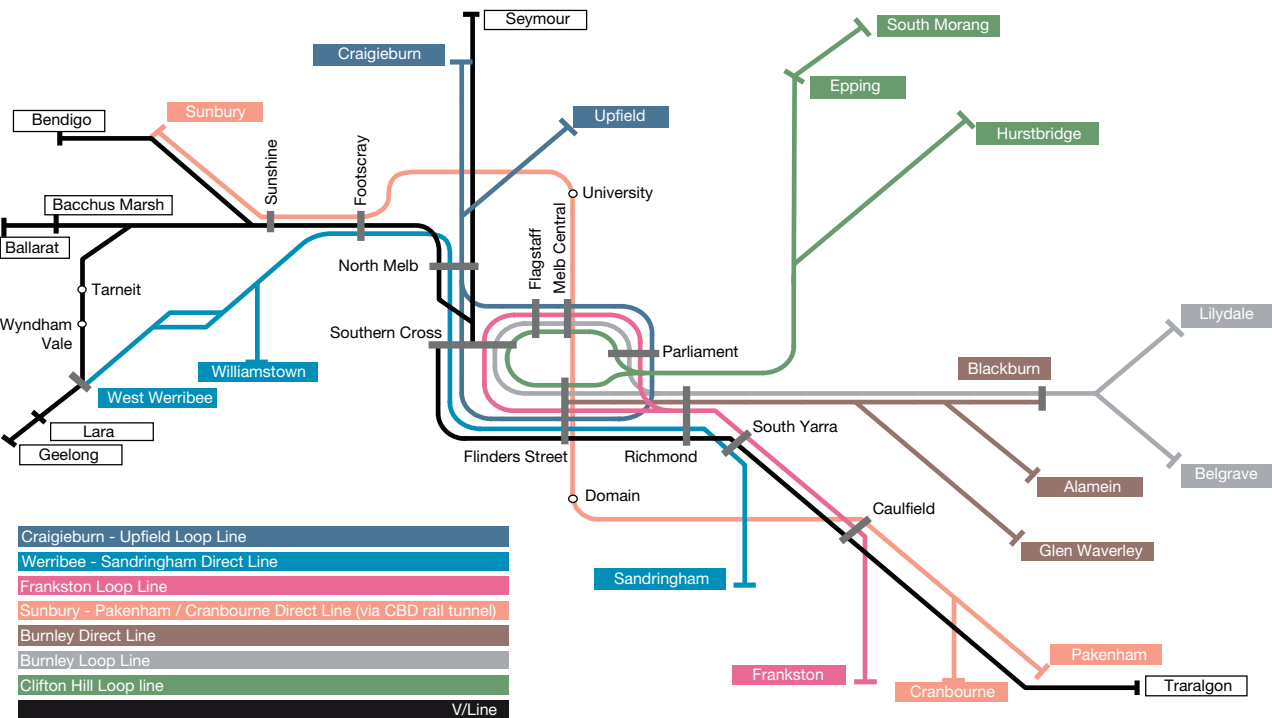 Seymour
South Morang
Craigieburn
Epping
Sunbury
Bendigo
Upfield
Hurstbridge
Sunshine
Footscray
University
Bacchus Marsh
Flagstaff
Melb Central
Ballarat
North Melb
Tarneit
Lilydale
Wyndham
Vale
Southern Cross
Parliament
Williamstown
Blackburn
West Werribee
Lara
South Yarra
Geelong
Flinders Street
Richmond
Belgrave
Alamein
Domain
Caulfield
Glen Waverley
Craigieburn - Upfield Loop Line
Werribee - Sandringham Direct Line
Sandringham
Frankston Loop Line
Sunbury - Pakenham / Cranbourne Direct Line (via CBD rail tunnel)
Burnley Direct Line
Burnley Loop Line
Pakenham
Frankston
Clifton Hill Loop line
Cranbourne
Traralgon
V/Line